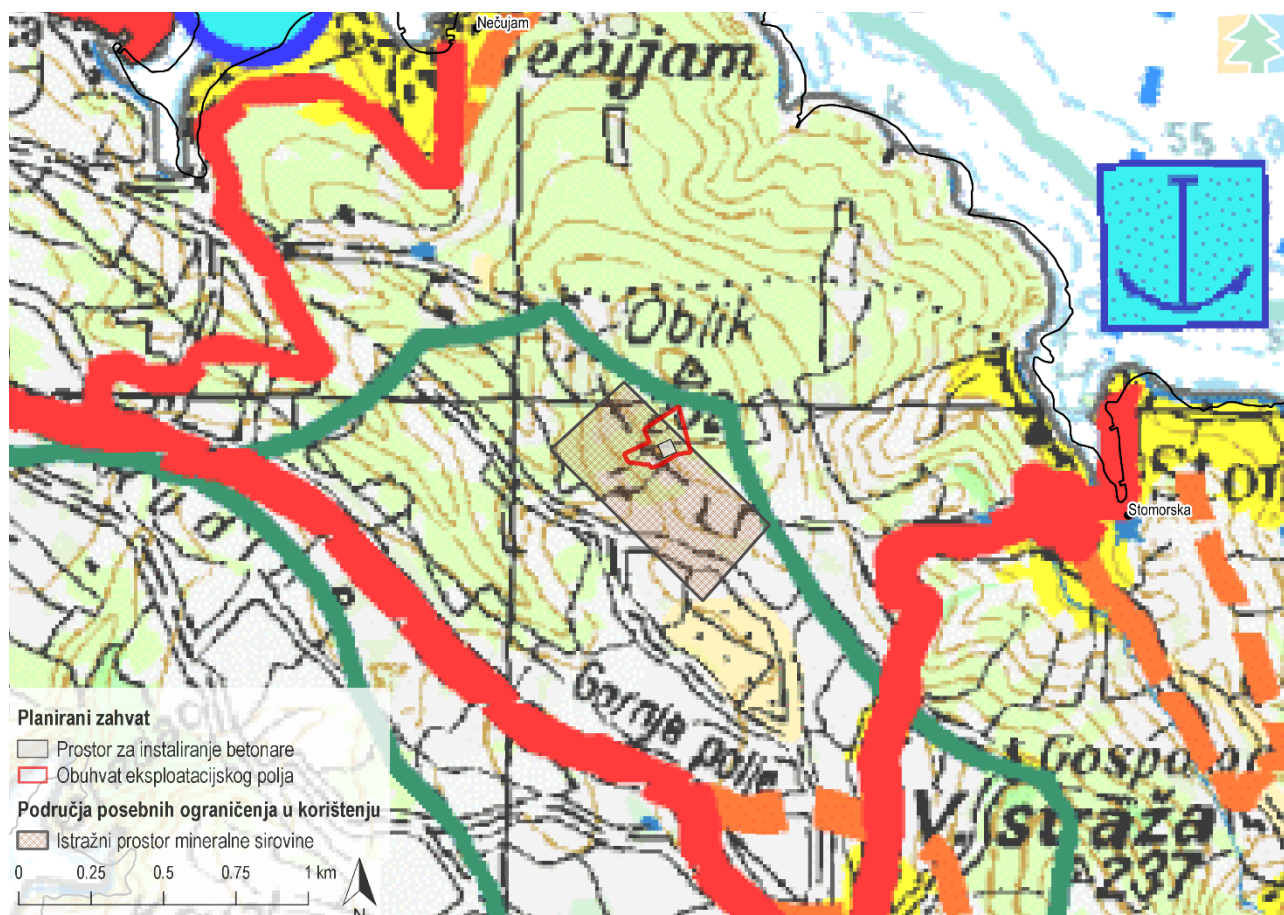 Nečujam
ečujam
55
Oblik
Stomorska
Gornje polje
V. straža
237
Planirani zahvat
Prostor za instaliranje betonare
Obuhvat eksploatacijskog polja
Područja posebnih ograničenja u korištenju
Istražni prostor mineralne sirovine
0 0.25 0.5 0.75 1 km
N